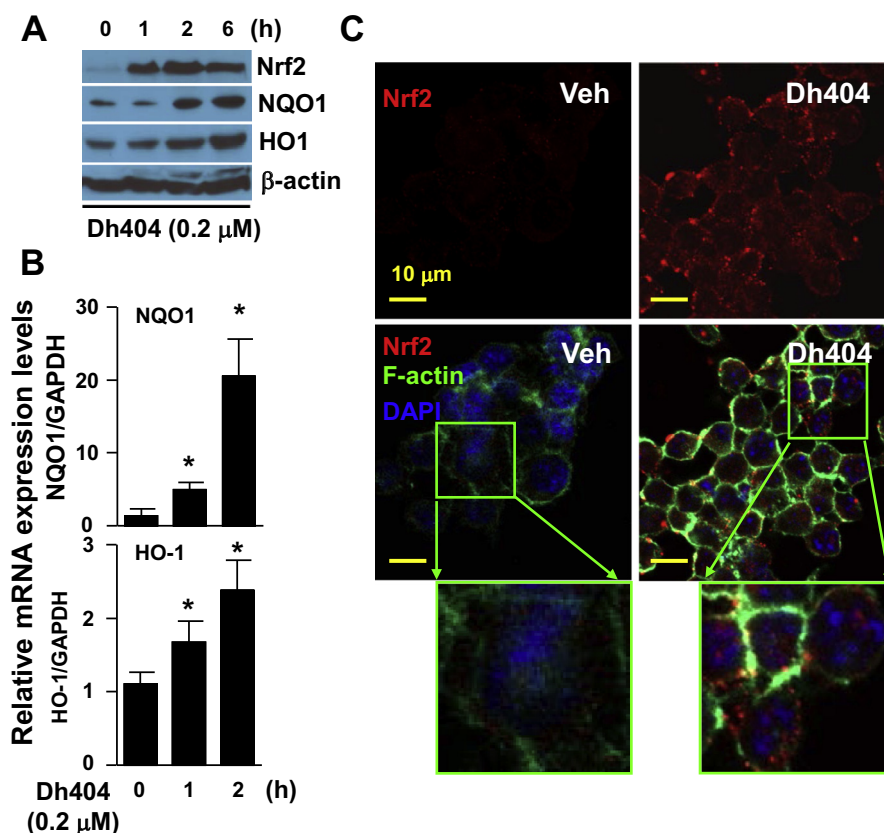 A
0 1 2 6 (h)
Nrf2
NQO1
HO1
β-actin
Dh404 (0.2 μM)
B
Relative mRNA expression levels
NQO1/GAPDH
30
20
10
0
NQO1
*
*
HO-1/GAPDH
3
2
1
0
HO-1
*
*
Dh404 0 1 2 (h)
(0.2 μM)
C
Nrf2 Veh
10 μm
Dh404
Nrf2 Veh
F-actin
DAPI
Dh404